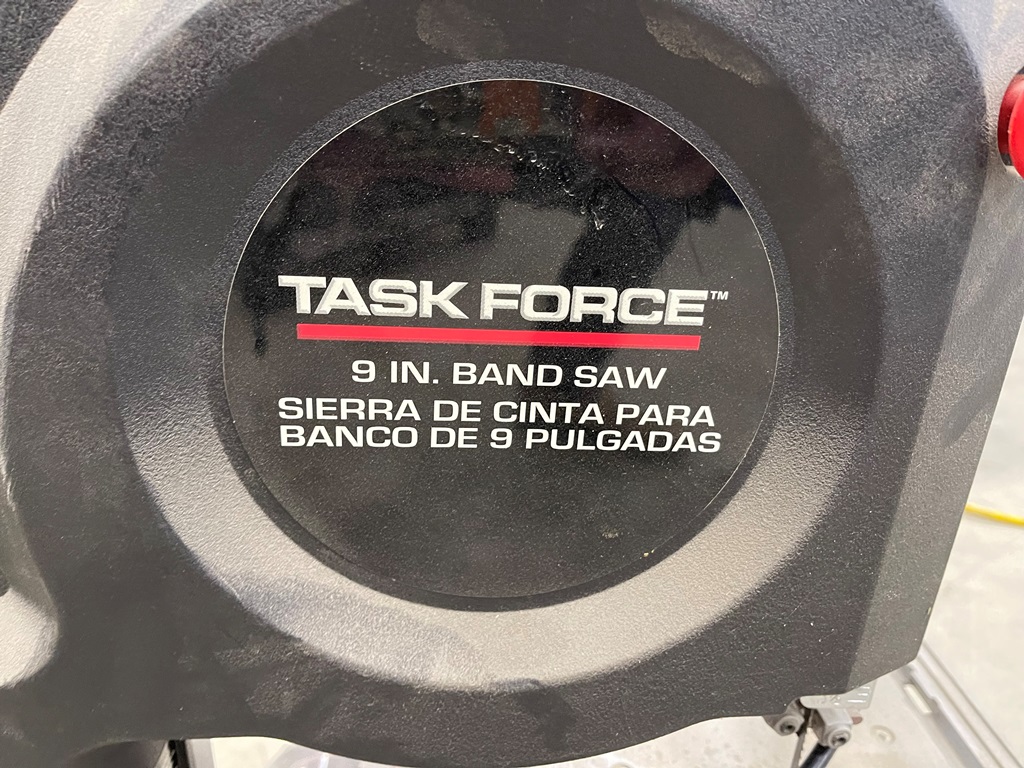 TASK FORCE™
9 IN. BAND SAW
SIERRA DE CINTA PARA
BANCO DE 9 PULGADAS